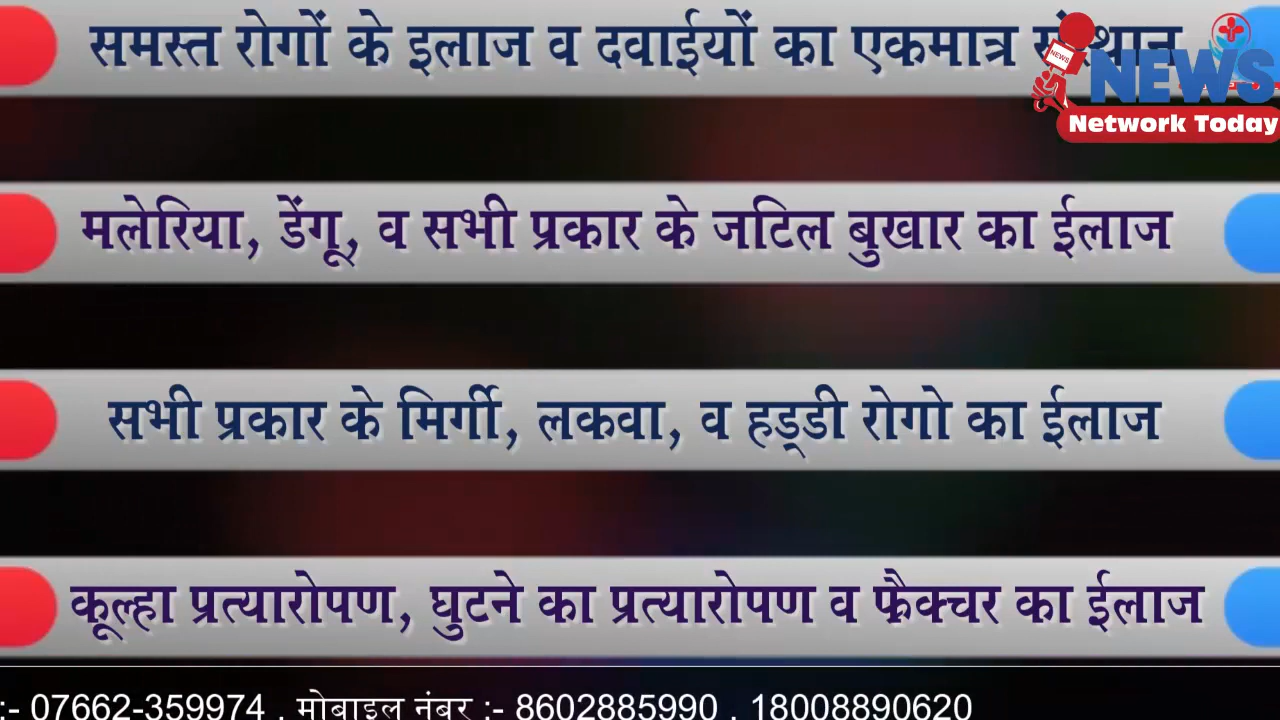 समस्त रोगों के इलाज व दवाईयों का एकमात्र
NEWS
NEWS
Network Today
मलेरिया, डेंगू, व सभी प्रकार के जटिल बुखार का ईलाज
सभी प्रकार के मिर्गी, लकवा, व हड्डी रोगो का ईलाज
कूल्हा प्रत्यारोपण, घुटने का प्रत्यारोपण व फ्रैक्चर का ईलाज
:- 07662-359974 , मोबाइल नंबर :- 8602885990 , 18008890620